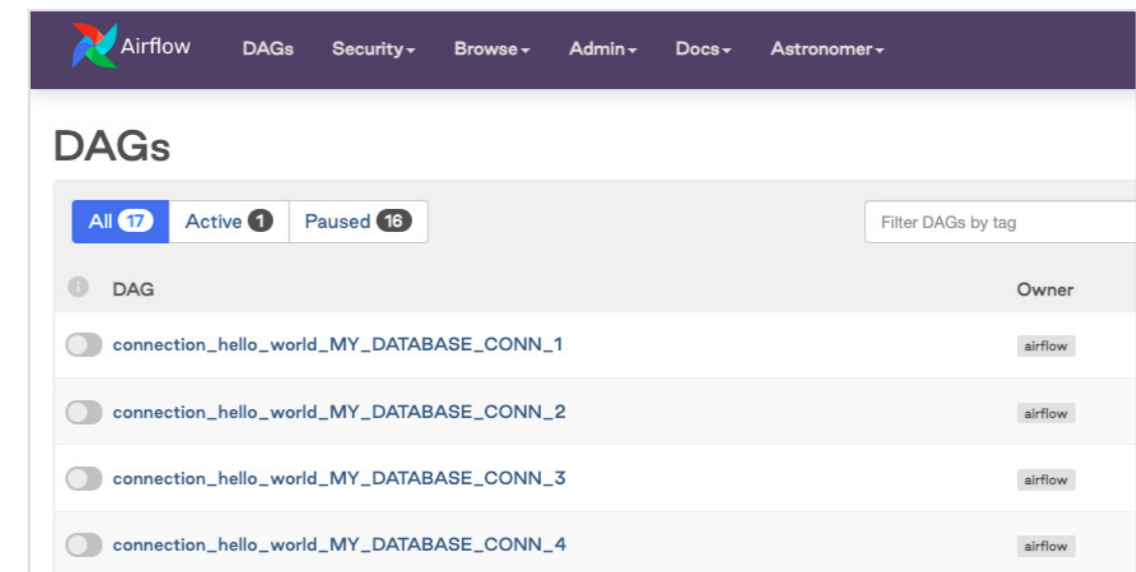 Airflow DAGs Security Browse Admin Docs Astronomer
DAGs
All 17 Active 1 Paused 16 Filter DAGs by tag
DAG Owner
connection_hello_world_MY_DATABASE_CONN_1 airflow
connection_hello_world_MY_DATABASE_CONN_2 airflow
connection_hello_world_MY_DATABASE_CONN_3 airflow
connection_hello_world_MY_DATABASE_CONN_4 airflow